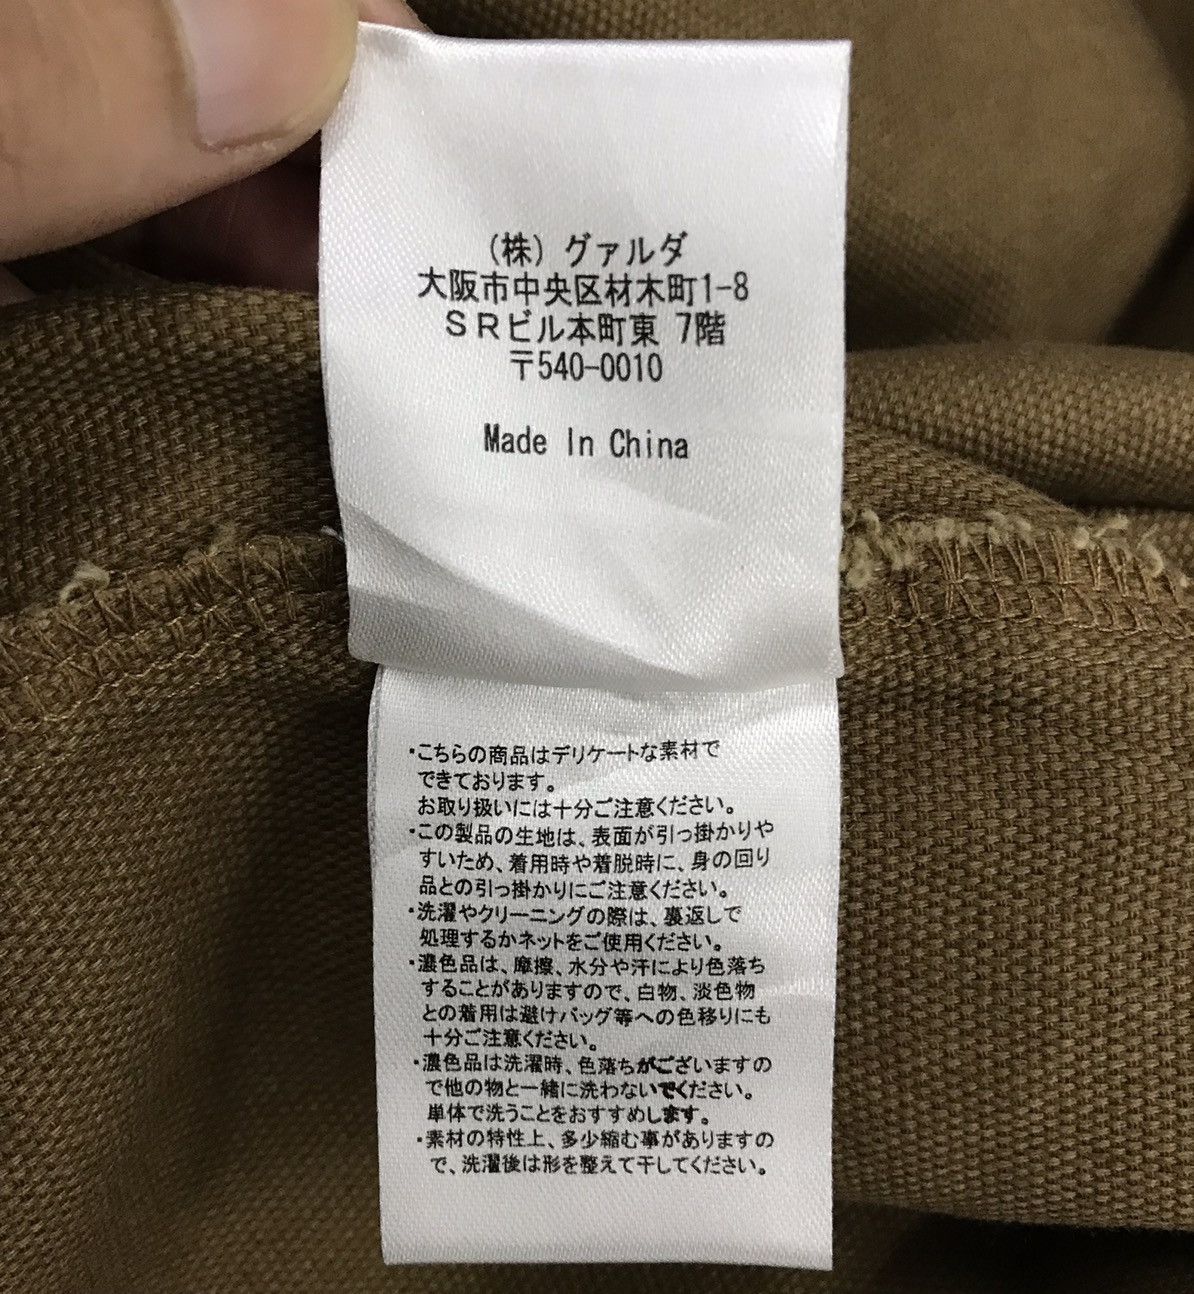 (株) グァルダ
大阪市中央区材木町1-8
SRビル本町東 7階
〒540-0010
Made In China
・こちらの商品はデリケートな素材で
できております。
お取り扱いには十分ご注意ください。
・この製品の生地は、表面が引っ掛かりや
すいため、着用時や着脱時に、身の回り
品との引っ掛かりにご注意ください。
・洗濯やクリーニングの際は、裏返しで
処理するかネットをご使用ください。
・濃色品は、摩擦、水分や汗により色落ち
することがありますので、白物、淡色物
との着用は避けバッグ等への色移りにも
十分ご注意ください。
・濃色品は洗濯時、色落ちがございますの
で他の物と一緒に洗わないでください。
単体で洗うことをおすすめします。
・素材の特性上、多少縮む事がありますの
で、洗濯後は形を整えて干してください。